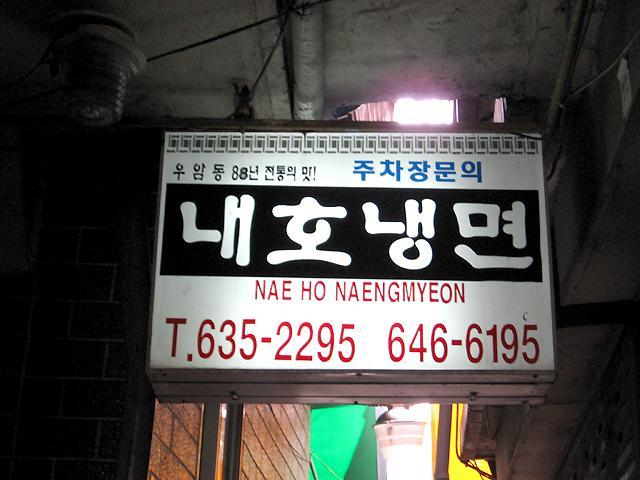 우암동 88년 전통의 맛! 주차장문의
내호냉면
NAE HO NAENGMYEON
T.635-2295 646-6195